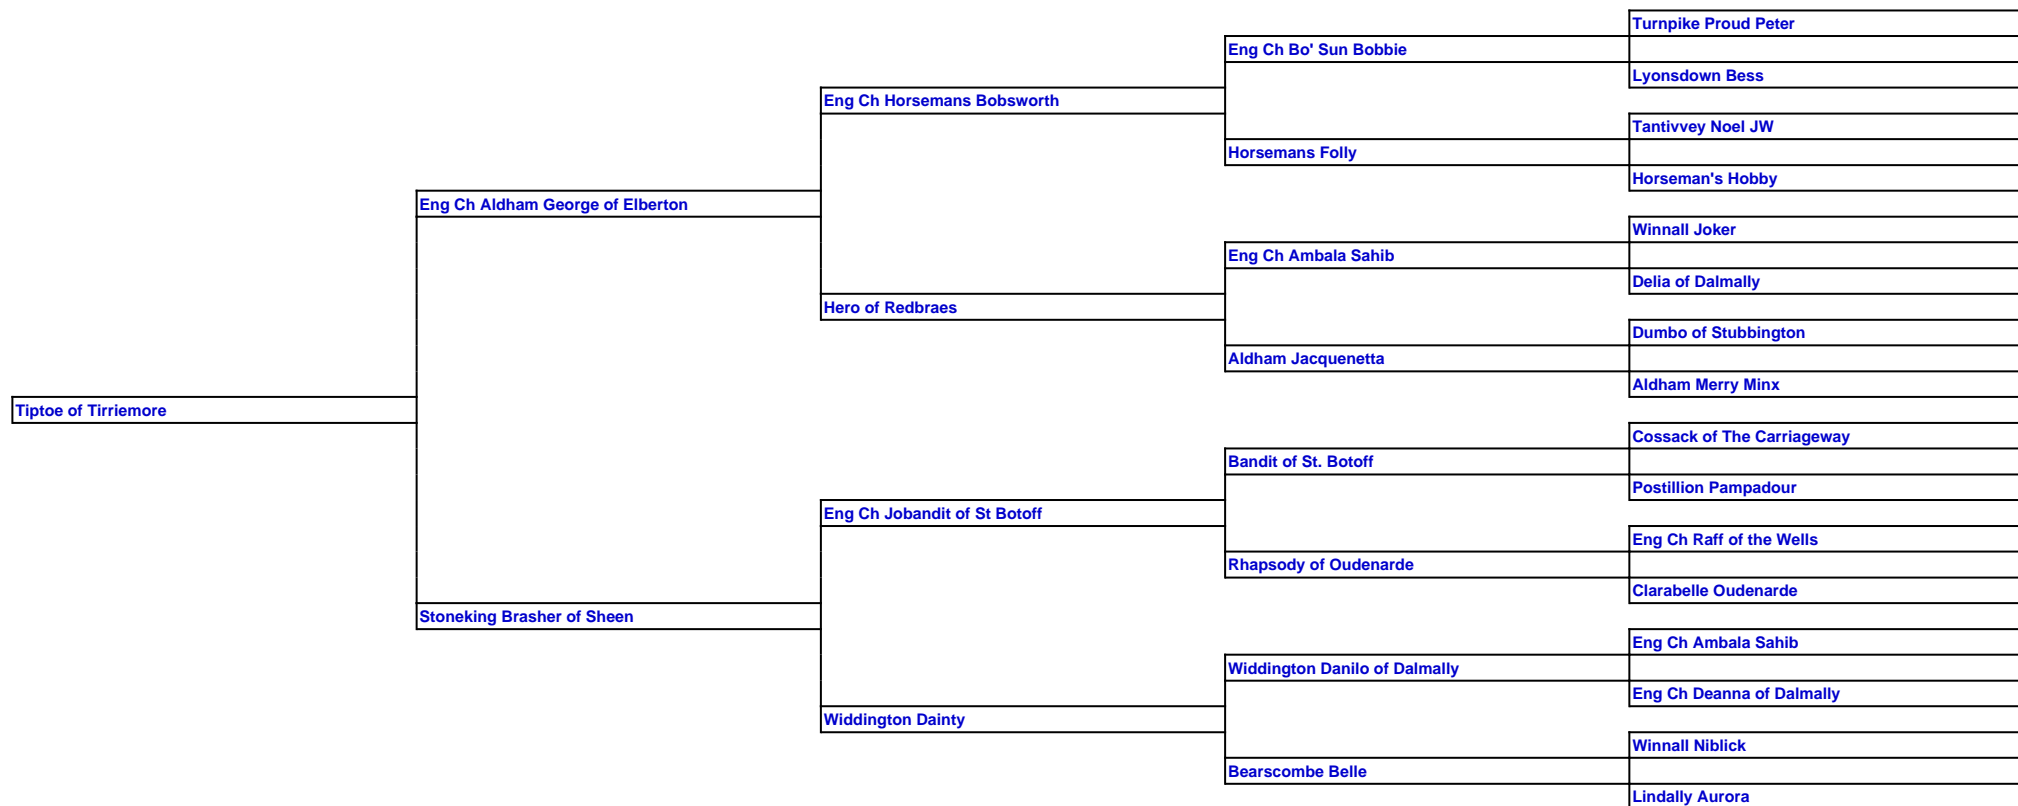 Turnpike Proud Peter
Eng Ch Bo' Sun Bobbie
Lyonsdown Bess
Eng Ch Horsemans Bobsworth
Tantivvey Noel JW
Horsemans Folly
Horseman's Hobby
Eng Ch Aldham George of Elberton
Winnall Joker
Eng Ch Ambala Sahib
Delia of Dalmally
Hero of Redbraes
Dumbo of Stubbington
Aldham Jacquenetta
Aldham Merry Minx
Tiptoe of Tirriemore
Cossack of The Carriageway
Bandit of St. Botoff
Postillion Pampadour
Eng Ch Jobandit of St Botoff
Eng Ch Raff of the Wells
Rhapsody of Oudenarde
Clarabelle Oudenarde
Stoneking Brasher of Sheen
Eng Ch Ambala Sahib
Widdington Danilo of Dalmally
Eng Ch Deanna of Dalmally
Widdington Dainty
Winnall Niblick
Bearscombe Belle
Lindally Aurora